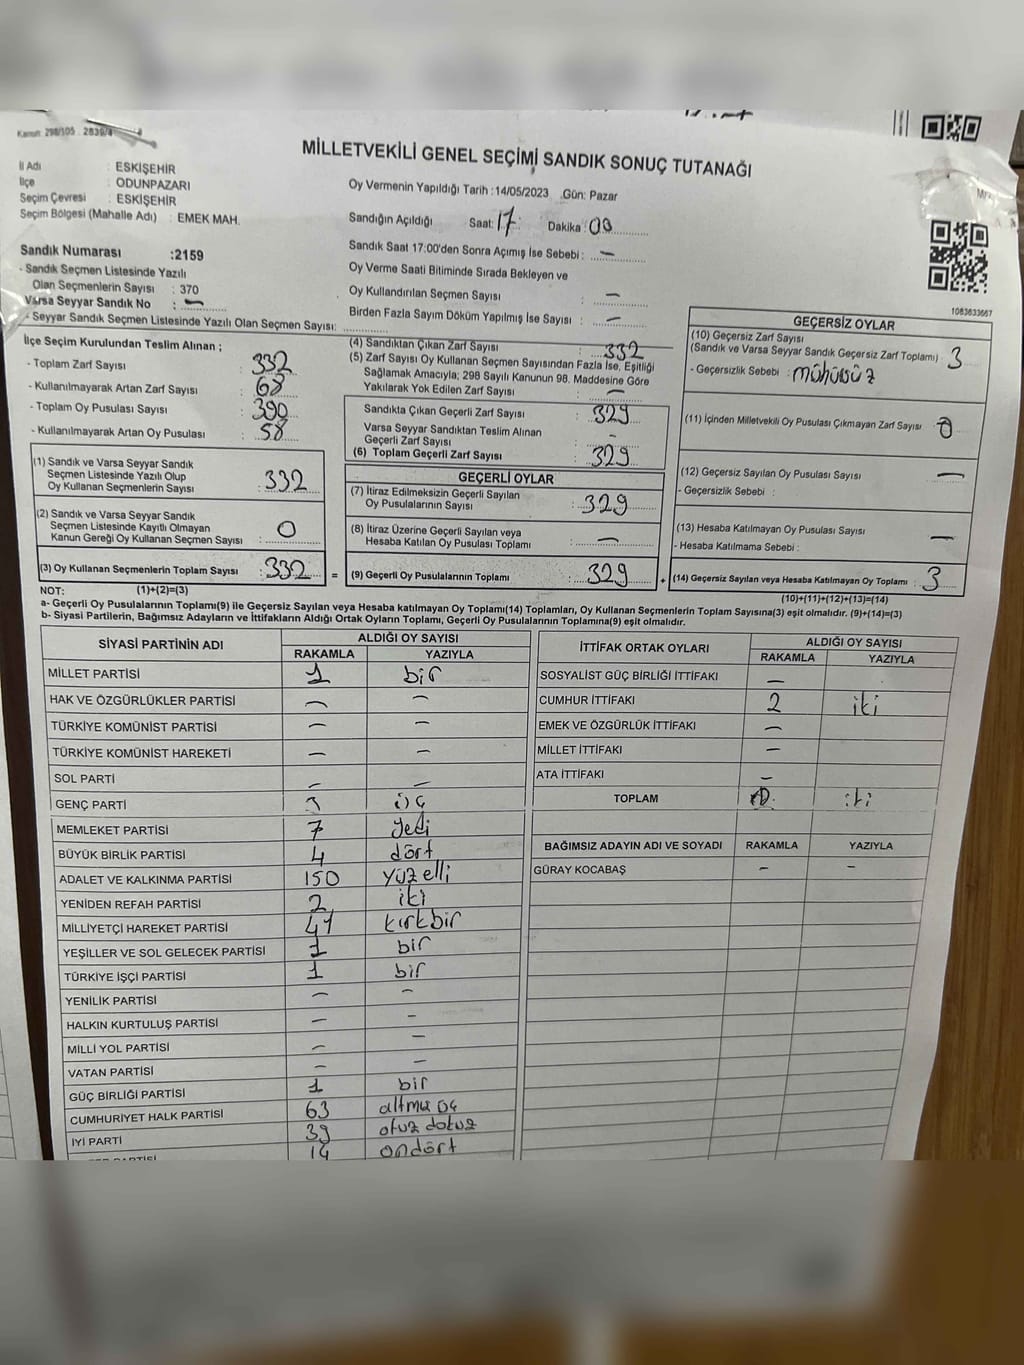 Kanun: 298/105 . 2839/4
MİLLETVEKİLİ GENEL SEÇİMİ SANDIK SONUÇ TUTANAĞI
İl Adı : ESKİŞEHİR
İlçe : ODUNPAZARI
Seçim Çevresi : ESKİŞEHİR
Seçim Bölgesi (Mahalle Adı) : EMEK MAH.
Oy Vermenin Yapıldığı Tarih :14/05/2023 .Gün: Pazar
Sandığın Açıldığı Saat: 17 Dakika: 00
Sandık Numarası :2159
- Sandık Seçmen Listesinde Yazılı
Olan Seçmenlerin Sayısı : 370
Varsa Seyyar Sandık No : —
- Seyyar Sandık Seçmen Listesinde Yazılı Olan Seçmen Sayısı:
Sandık Saat 17:00'den Sonra Açımış İse Sebebi : —
Oy Verme Saati Bitiminde Sırada Bekleyen ve
Oy Kullandırılan Seçmen Sayısı : —
Birden Fazla Sayım Döküm Yapılmış İse Sayısı : —
1083633667
İlçe Seçim Kurulundan Teslim Alınan ;
- Toplam Zarf Sayısı : 332
- Kullanılmayarak Artan Zarf Sayısı : 68
- Toplam Oy Pusulası Sayısı : 390
- Kullanılmayarak Artan Oy Pusulası : 58
(1) Sandık ve Varsa Seyyar Sandık
Seçmen Listesinde Yazılı Olup
Oy Kullanan Seçmenlerin Sayısı : 332
(2) Sandık ve Varsa Seyyar Sandık
Seçmen Listesinde Kayıtlı Olmayan
Kanun Gereği Oy Kullanan Seçmen Sayısı : 0
(3) Oy Kullanan Seçmenlerin Toplam Sayısı : 332 =
(4) Sandıktan Çıkan Zarf Sayısı : 332
(5) Zarf Sayısı Oy Kullanan Seçmen Sayısından Fazla İse, Eşitliği
Sağlamak Amacıyla; 298 Sayılı Kanunun 98. Maddesine Göre
Yakılarak Yok Edilen Zarf Sayısı : —
Sandıkta Çıkan Geçerli Zarf Sayısı : 329
Varsa Seyyar Sandıktan Teslim Alınan
Geçerli Zarf Sayısı : -
(6) Toplam Geçerli Zarf Sayısı : 329
GEÇERLİ OYLAR
(7) İtiraz Edilmeksizin Geçerli Sayılan
Oy Pusulalarının Sayısı : 329
(8) İtiraz Üzerine Geçerli Sayılan veya
Hesaba Katılan Oy Pusulası Toplamı : —
(9) Geçerli Oy Pusulalarının Toplamı : 329 +
GEÇERSİZ OYLAR
(10) Geçersiz Zarf Sayısı
(Sandık ve Varsa Seyyar Sandık Geçersiz Zarf Toplamı) : 3
- Geçersizlik Sebebi : mühürsüz
(11) İçinden Milletvekili Oy Pusulası Çıkmayan Zarf Sayısı : 0
(12) Geçersiz Sayılan Oy Pusulası Sayısı —
- Geçersizlik Sebebi :
(13) Hesaba Katılmayan Oy Pusulası Sayısı —
- Hesaba Katılmama Sebebi :
(14) Geçersiz Sayılan veya Hesaba Katılmayan Oy Toplamı : 3
NOT: (1)+(2)=(3) (10)+(11)+(12)+(13)=(14)
a- Geçerli Oy Pusulalarının Toplamı(9) ile Geçersiz Sayılan veya Hesaba katılmayan Oy Toplamı(14) Toplamları, Oy Kullanan Seçmenlerin Toplam Sayısına(3) eşit olmalıdır. (9)+(14)=(3)
b- Siyasi Partilerin, Bağımsız Adayların ve İttifakların Aldığı Ortak Oyların Toplamı, Geçerli Oy Pusulalarının Toplamına(9) eşit olmalıdır.
SİYASİ PARTİNİN ADI ALDIĞI OY SAYISI
RAKAMLA YAZIYLA
MİLLET PARTİSİ 1 bir
HAK VE ÖZGÜRLÜKLER PARTİSİ — —
TÜRKİYE KOMÜNİST PARTİSİ — —
TÜRKİYE KOMÜNİST HAREKETİ — —
SOL PARTİ — —
GENÇ PARTİ 3 üç
MEMLEKET PARTİSİ 7 yedi
BÜYÜK BİRLİK PARTİSİ 4 dört
ADALET VE KALKINMA PARTİSİ 150 yüz elli
YENİDEN REFAH PARTİSİ 2 iki
MİLLİYETÇİ HAREKET PARTİSİ 41 kırkbir
YEŞİLLER VE SOL GELECEK PARTİSİ 1 bir
TÜRKİYE İŞÇİ PARTİSİ 1 bir
YENİLİK PARTİSİ — —
HALKIN KURTULUŞ PARTİSİ — -
MİLLİ YOL PARTİSİ — —
VATAN PARTİSİ — —
GÜÇ BİRLİĞİ PARTİSİ 1 bir
CUMHURİYET HALK PARTİSİ 63 altmış üç
İYİ PARTİ 39 otuz dokuz
14 ondört
İTTİFAK ORTAK OYLARI ALDIĞI OY SAYISI
RAKAMLA YAZIYLA
SOSYALİST GÜÇ BİRLİĞİ İTTİFAKI —
CUMHUR İTTİFAKI 2 iki
EMEK VE ÖZGÜRLÜK İTTİFAKI —
MİLLET İTTİFAKI —
ATA İTTİFAKI —
TOPLAM iki
BAĞIMSIZ ADAYIN ADI VE SOYADI RAKAMLA YAZIYLA
GÜRAY KOCABAŞ — —